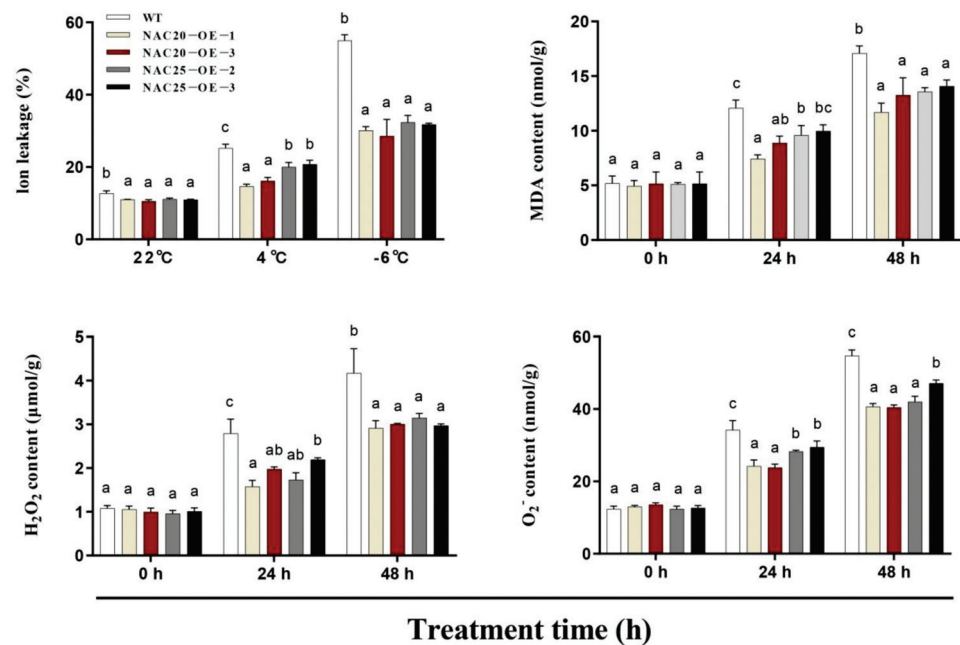 Ion leakage (%)
60
40
20
0
WT
NAC20-OE-1
NAC20-OE-3
NAC25-OE-2
NAC25-OE-3
b a a a a
c a a b b
b a a a a
22℃ 4℃ -6℃
MDA content (nmol/g)
20
15
10
5
0
a a a a a
c a ab b bc
b a a a a
0 h 24 h 48 h
H₂O₂ content (μmol/g)
5
4
3
2
1
0
a a a a a
c a ab ab b
b a a a a
0 h 24 h 48 h
O₂⁻ content (nmol/g)
60
40
20
0
a a a a a
c a a b b
c a a a b
0 h 24 h 48 h
Treatment time (h)